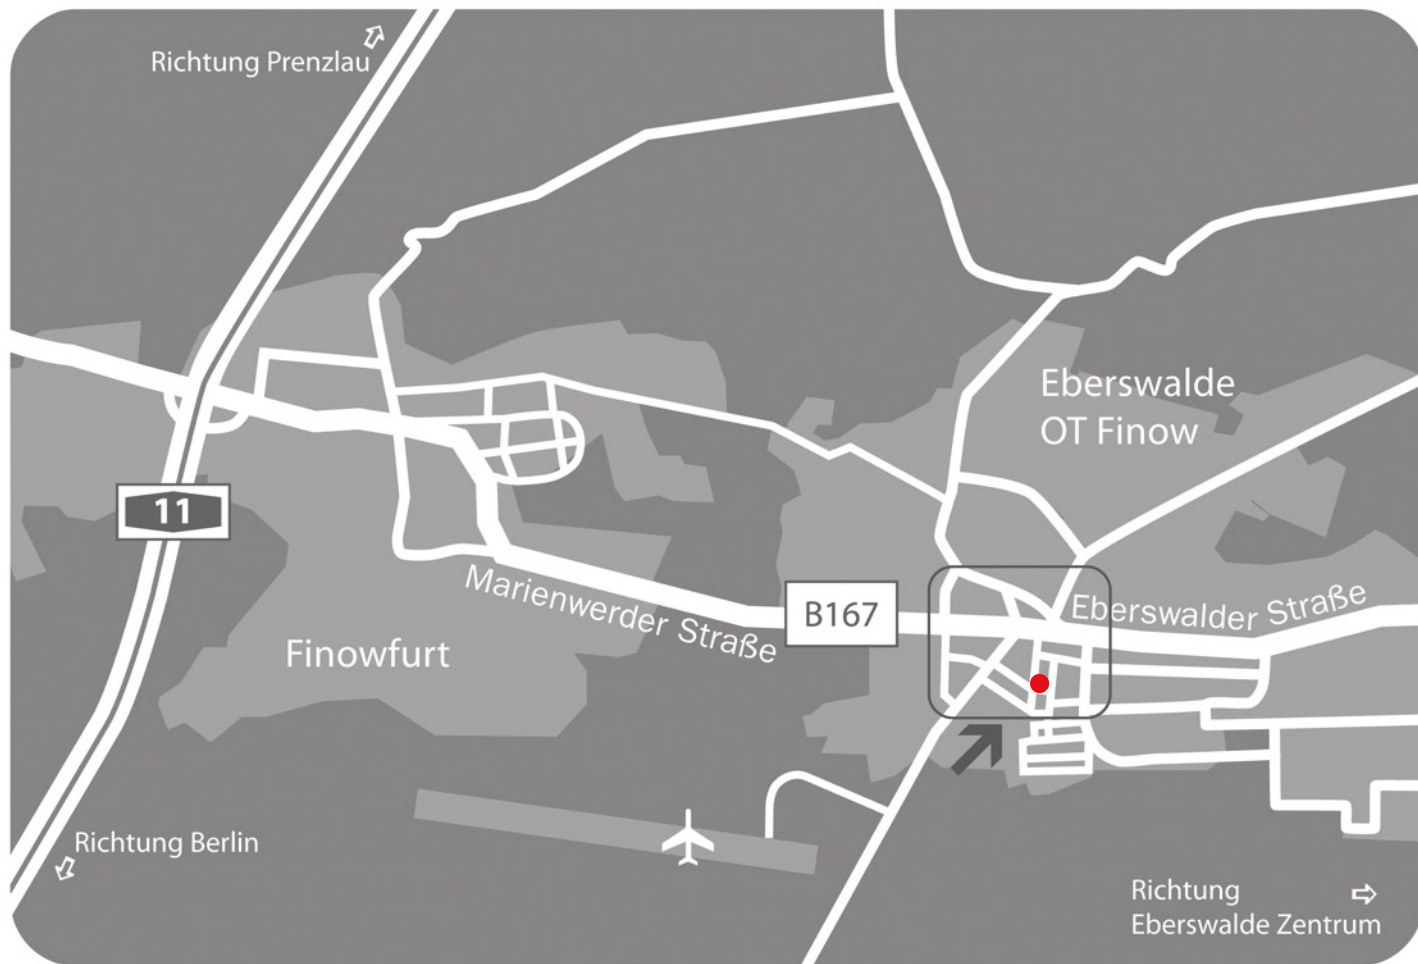 Richtung Prenzlau
Eberswalde
OT Finow
11
Marienwerder Straße
B167
Eberswalder Straße
Finowfurt
Richtung Berlin
Richtung
Eberswalde Zentrum